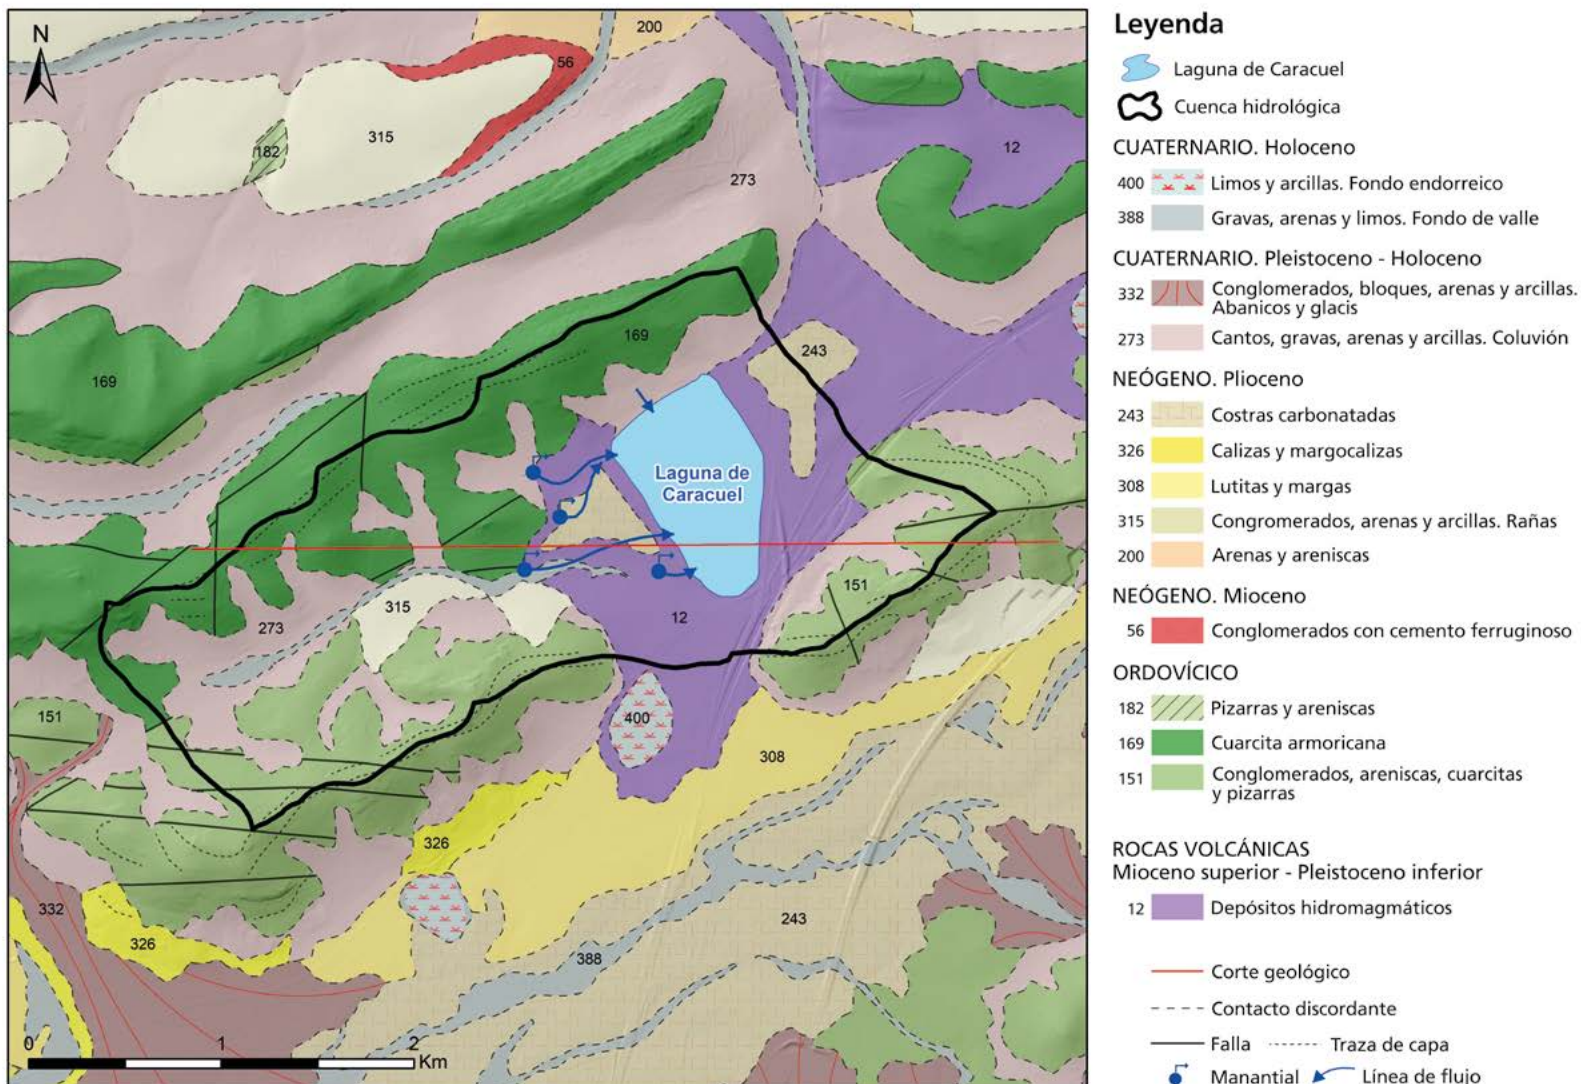 N
200
56
315
182
12
273
169
169
243
Laguna de
Caracuel
151
12
315
273
151
400
308
326
332
326
243
388
0
1
2
Km
Leyenda
Laguna de Caracuel
Cuenca hidrológica
CUATERNARIO. Holoceno
400 Limos y arcillas. Fondo endorreico
388 Gravas, arenas y limos. Fondo de valle
CUATERNARIO. Pleistoceno - Holoceno
332 Conglomerados, bloques, arenas y arcillas.
Abanicos y glacis
273 Cantos, gravas, arenas y arcillas. Coluvión
NEÓGENO. Plioceno
243 Costras carbonatadas
326 Calizas y margocalizas
308 Lutitas y margas
315 Congromerados, arenas y arcillas. Rañas
200 Arenas y areniscas
NEÓGENO. Mioceno
56 Conglomerados con cemento ferruginoso
ORDOVÍCICO
182 Pizarras y areniscas
169 Cuarcita armoricana
151 Conglomerados, areniscas, cuarcitas
y pizarras
ROCAS VOLCÁNICAS
Mioceno superior - Pleistoceno inferior
12 Depósitos hidromagmáticos
Corte geológico
Contacto discordante
Falla Traza de capa
Manantial Línea de flujo